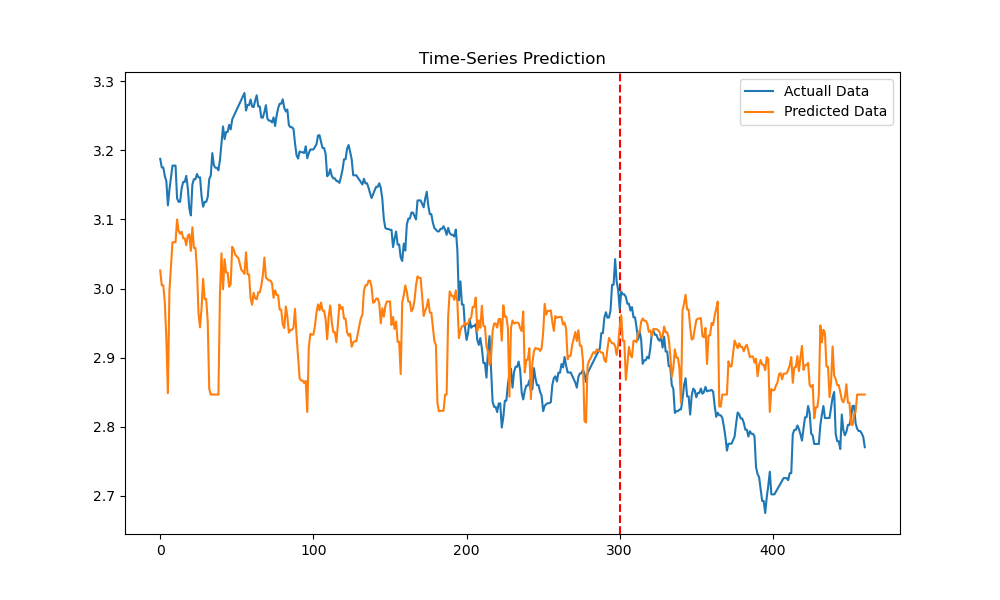 Time-Series Prediction
Actuall Data
Predicted Data
3.3
3.2
3.1
3.0
2.9
2.8
2.7
0 100 200 300 400